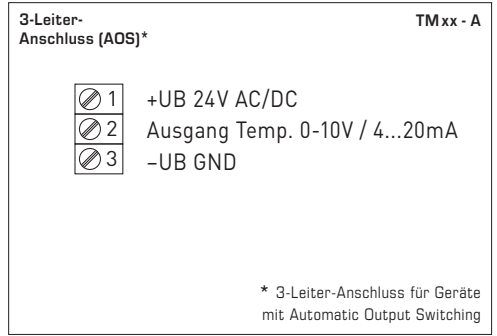 3-Leiter-
Anschluss (AOS)*
TM xx - A
1 +UB 24V AC/DC
2 Ausgang Temp. 0-10V / 4...20mA
3 –UB GND
* 3-Leiter-Anschluss für Geräte
mit Automatic Output Switching